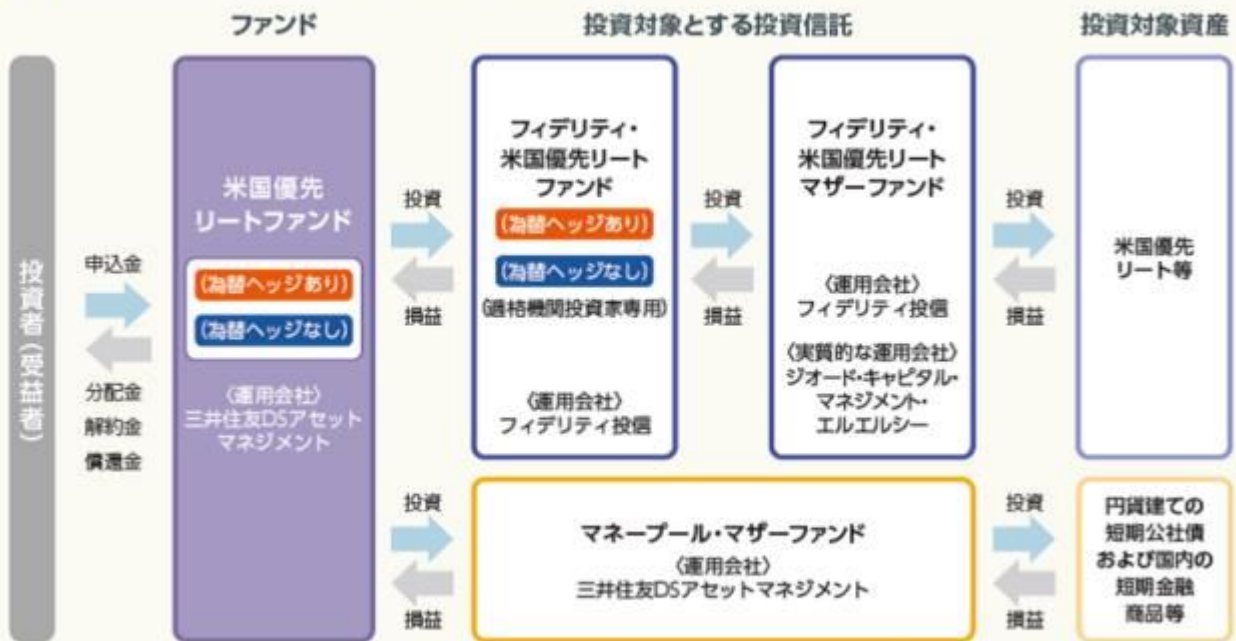 ファンド
投資対象とする投資信託
投資対象資産
投資者(受益者)
申込金
分配金
解約金
償還金
米国優先
リートファンド
(為替ヘッジあり)
(為替ヘッジなし)
〈運用会社〉
三井住友DSアセット
マネジメント
投資
損益
フィデリティ・
米国優先リート
ファンド
(為替ヘッジあり)
(為替ヘッジなし)
(適格機関投資家専用)
〈運用会社〉
フィデリティ投信
投資
損益
フィデリティ・
米国優先リート
マザーファンド
〈運用会社〉
フィデリティ投信
〈実質的な運用会社〉
ジオード・キャピタル・
マネジメント・
エルエルシー
投資
損益
米国優先
リート等
投資
損益
マネープール・マザーファンド
〈運用会社〉
三井住友DSアセットマネジメント
投資
損益
円貨建ての
短期公社債
および国内の
短期金融
商品等